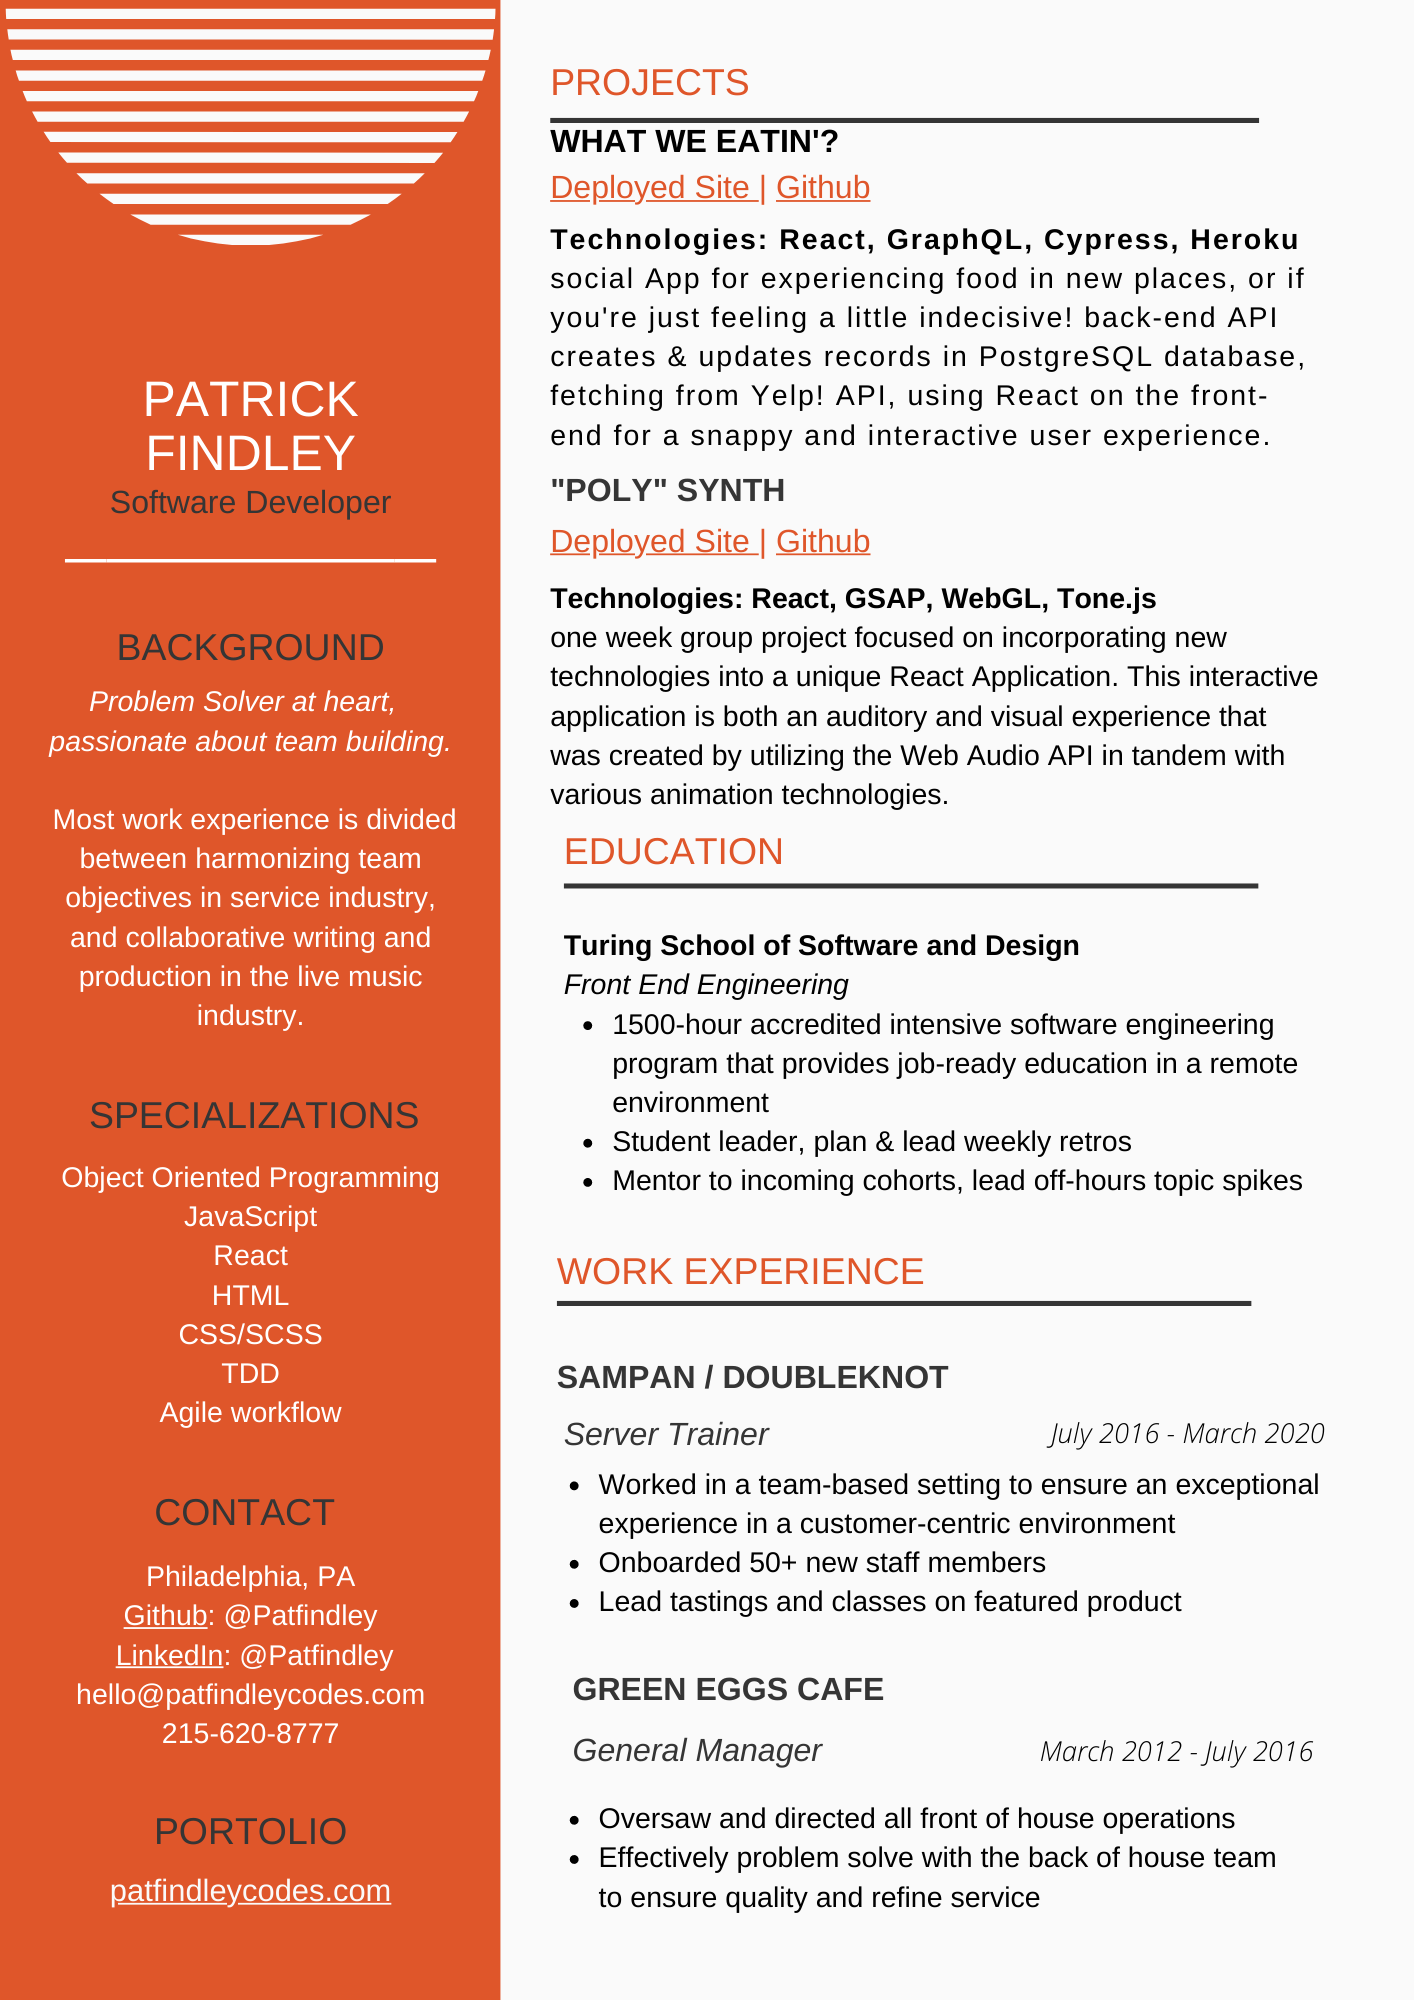 PATRICK
FINDLEY
Software Developer
BACKGROUND
Problem Solver at heart,
passionate about team building.
Most work experience is divided
between harmonizing team
objectives in service industry,
and collaborative writing and
production in the live music
industry.
SPECIALIZATIONS
Object Oriented Programming
JavaScript
React
HTML
CSS/SCSS
TDD
Agile workflow
CONTACT
Philadelphia, PA
Github: @Patfindley
LinkedIn: @Patfindley
hello@patfindleycodes.com
215-620-8777
PORTOLIO
patfindleycodes.com
PROJECTS
WHAT WE EATIN'?
Deployed Site | Github
Technologies: React, GraphQL, Cypress, Heroku
social App for experiencing food in new places, or if
you're just feeling a little indecisive! back-end API
creates & updates records in PostgreSQL database,
fetching from Yelp! API, using React on the front-
end for a snappy and interactive user experience.
"POLY" SYNTH
Deployed Site | Github
Technologies: React, GSAP, WebGL, Tone.js
one week group project focused on incorporating new
technologies into a unique React Application. This interactive
application is both an auditory and visual experience that
was created by utilizing the Web Audio API in tandem with
various animation technologies.
EDUCATION
Turing School of Software and Design
Front End Engineering
• 1500-hour accredited intensive software engineering
program that provides job-ready education in a remote
environment
• Student leader, plan & lead weekly retros
• Mentor to incoming cohorts, lead off-hours topic spikes
WORK EXPERIENCE
SAMPAN / DOUBLEKNOT
Server Trainer July 2016 - March 2020
• Worked in a team-based setting to ensure an exceptional
experience in a customer-centric environment
• Onboarded 50+ new staff members
• Lead tastings and classes on featured product
GREEN EGGS CAFE
General Manager March 2012 - July 2016
• Oversaw and directed all front of house operations
• Effectively problem solve with the back of house team
to ensure quality and refine service